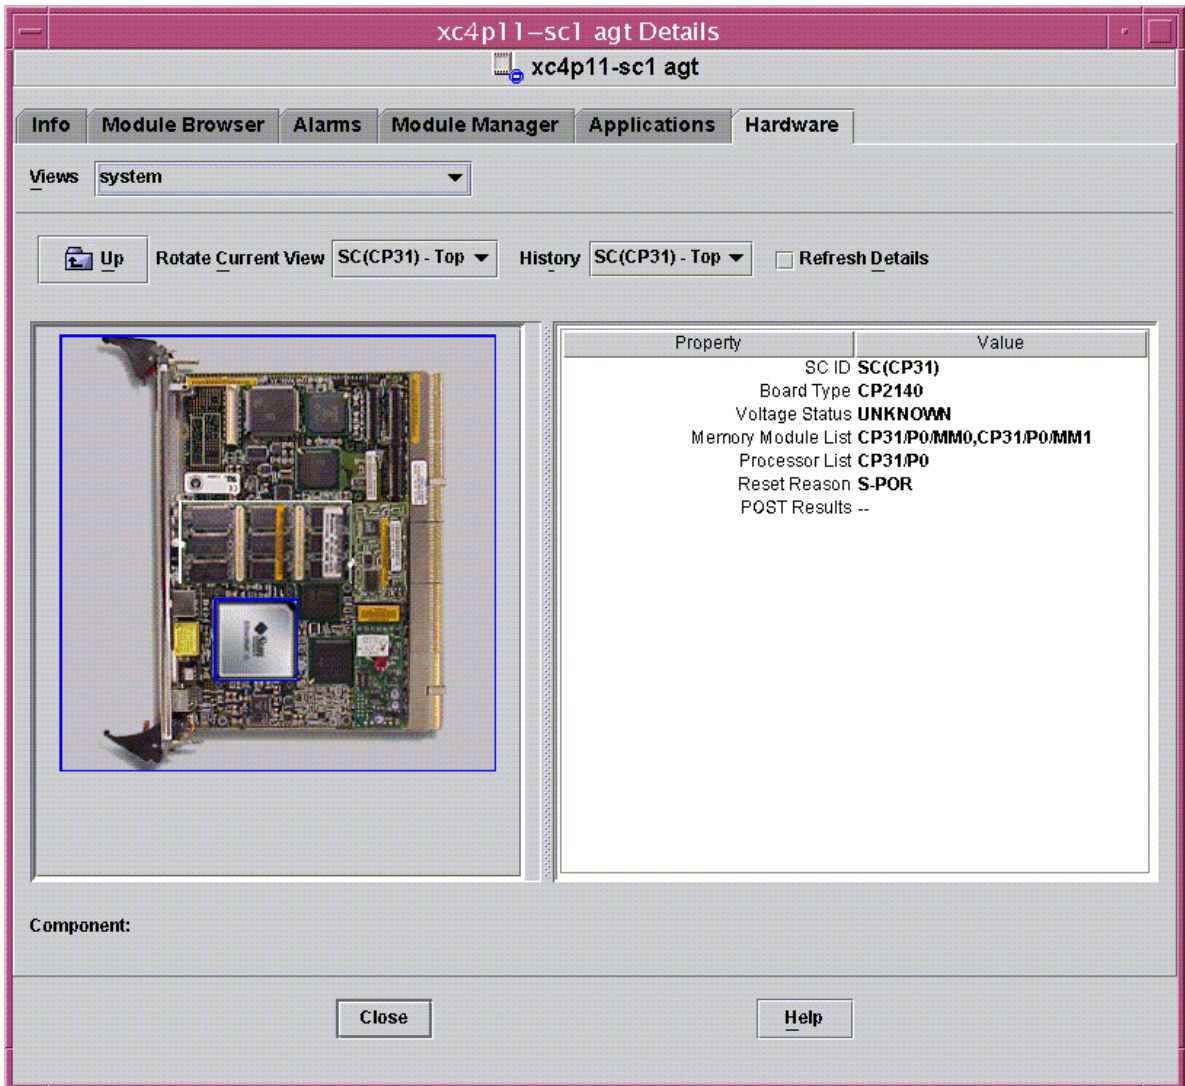 xc4p11-sc1 agt Details
xc4p11-sc1 agt
Info Module Browser Alarms Module Manager Applications Hardware
Views system
Up Rotate Current View SC(CP31) - Top History SC(CP31) - Top Refresh Details
Property Value
SC ID SC(CP31)
Board Type CP2140
Voltage Status UNKNOWN
Memory Module List CP31/P0/MM0,CP31/P0/MM1
Processor List CP31/P0
Reset Reason S-POR
POST Results --
Sun
Component:
Close Help